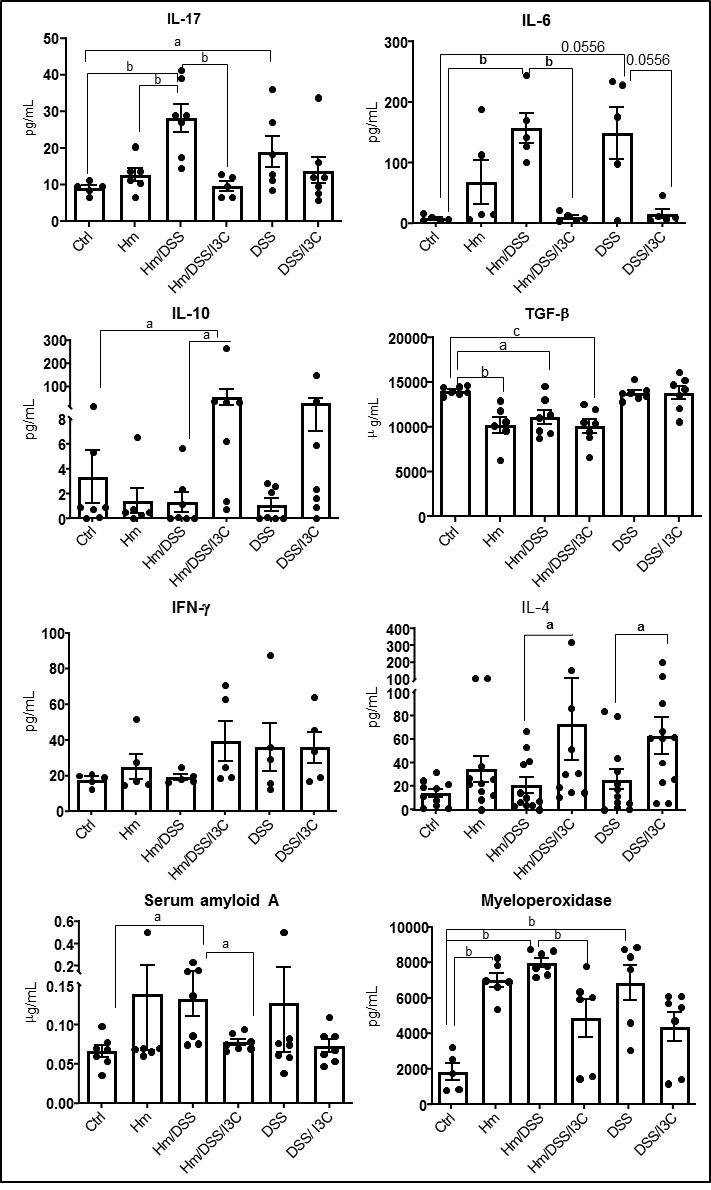 IL-17
pg/mL
50
40
30
20
10
0
a
b b
b
Ctrl
Hm
Hm/DSS
Hm/DSS/I3C
DSS
DSS/I3C
IL-6
pg/mL
300
200
100
0
0.0556
b b 0.0556
Ctrl
Hm
Hm/DSS
Hm/DSS/I3C
DSS
DSS/I3C
IL-10
pg/mL
300
200
100
8
6
4
2
0
a
a
Ctrl
Hm
Hm/DSS
Hm/DSS/I3C
DSS
DSS/I3C
TGF-β
μ g/mL
20000
15000
10000
5000
0
c
a
b
Ctrl
Hm
Hm/DSS
Hm/DSS/I3C
DSS
DSS/ I3C
IFN-γ
pg/mL
100
80
60
40
20
0
Ctrl
Hm
Hm/DSS
Hm/DSS/I3C
DSS
DSS/I3C
IL-4
pg/mL
400
300
200
100
100
80
60
40
20
0
a a
Ctrl
Hm
Hm/DSS
Hm/DSS/I3C
DSS
DSS/I3C
Serum amyloid A
μg/mL
0.6
0.4
0.2
0.15
0.10
0.05
0.00
a
a
Ctrl
Hm
Hm/DSS
Hm/DSS/I3C
DSS
DSS/ I3C
Myeloperoxidase
pg/mL
10000
8000
6000
4000
2000
0
b
b b
b
Ctrl
Hm
Hm/DSS
Hm/DSS/I3C
DSS
DSS/I3C